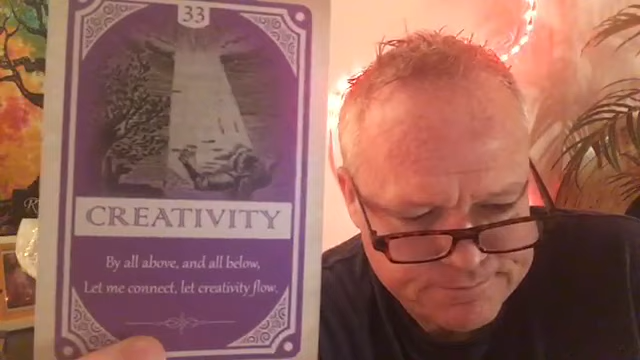 33
CREATIVITY
By all above, and all below,
Let me connect, let creativity flow.